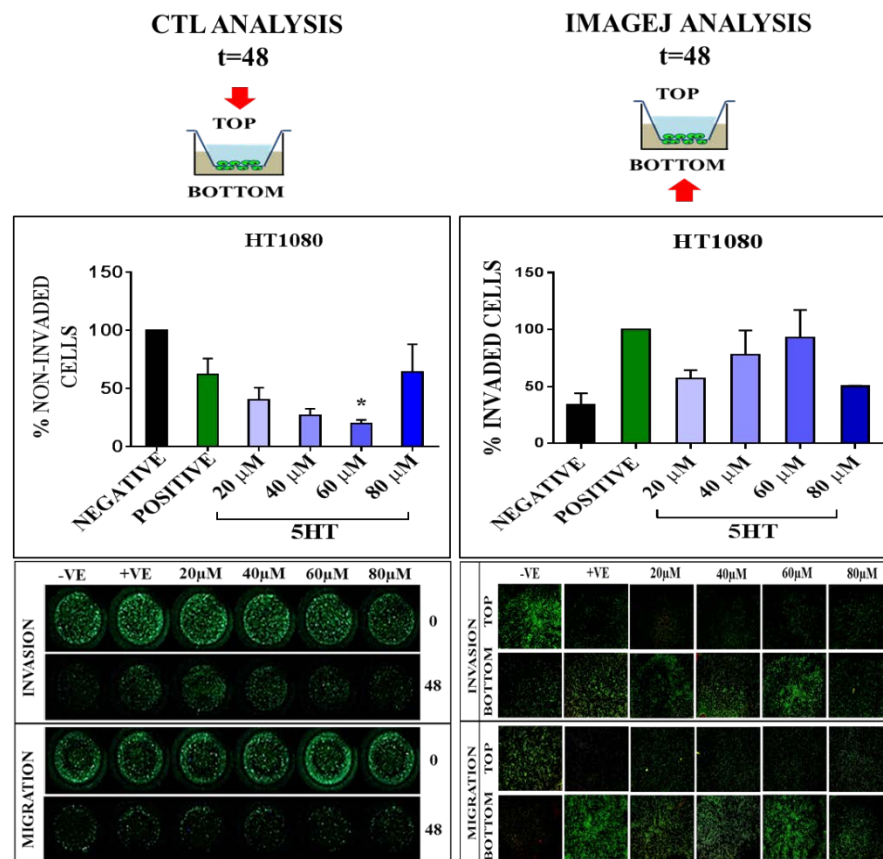 CTL ANALYSIS
t=48
TOP
BOTTOM
IMAGEJ ANALYSIS
t=48
TOP
BOTTOM
HT1080
% NON-INVADED
CELLS
150
100
50
0
*
NEGATIVE
POSITIVE
20 µM
40 µM
60 µM
80 µM
5HT
HT1080
% INVADED CELLS
150
100
50
0
NEGATIVE
POSITIVE
20 µM
40 µM
60 µM
80 µM
5HT
-VE +VE 20µM 40µM 60µM 80µM
INVASION
0
48
MIGRATION
0
48
-VE +VE 20µM 40µM 60µM 80µM
INVASION
TOP
BOTTOM
MIGRATION
TOP
BOTTOM